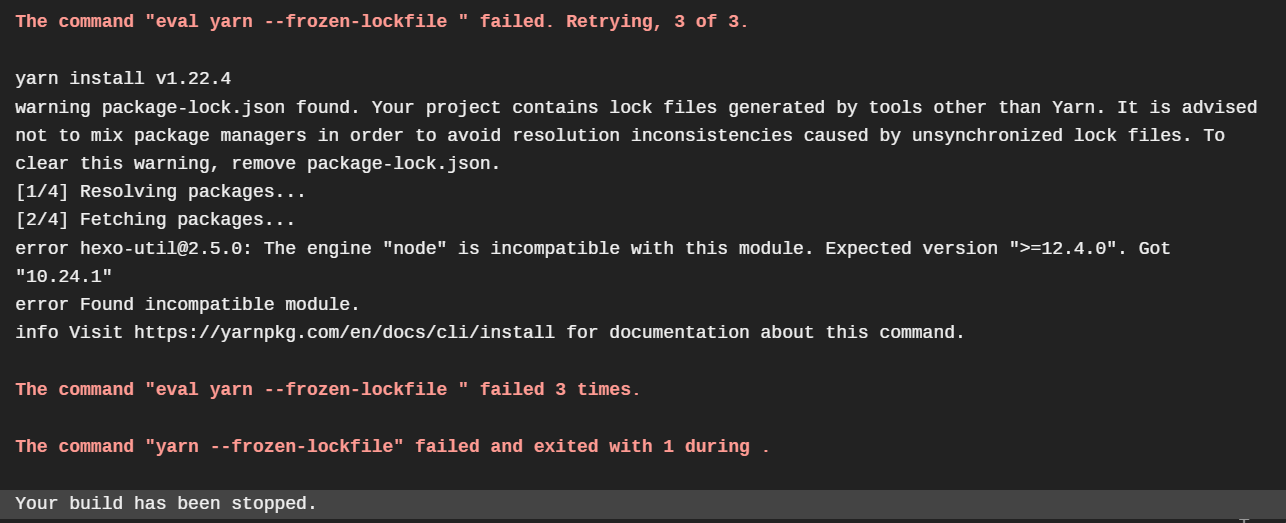 The command "eval yarn --frozen-lockfile " failed. Retrying, 3 of 3.
yarn install v1.22.4
warning package-lock.json found. Your project contains lock files generated by tools other than Yarn. It is advised
not to mix package managers in order to avoid resolution inconsistencies caused by unsynchronized lock files. To
clear this warning, remove package-lock.json.
[1/4] Resolving packages...
[2/4] Fetching packages...
error hexo-util@2.5.0: The engine "node" is incompatible with this module. Expected version ">=12.4.0". Got
"10.24.1"
error Found incompatible module.
info Visit https://yarnpkg.com/en/docs/cli/install for documentation about this command.
The command "eval yarn --frozen-lockfile " failed 3 times.
The command "yarn --frozen-lockfile" failed and exited with 1 during .
Your build has been stopped.